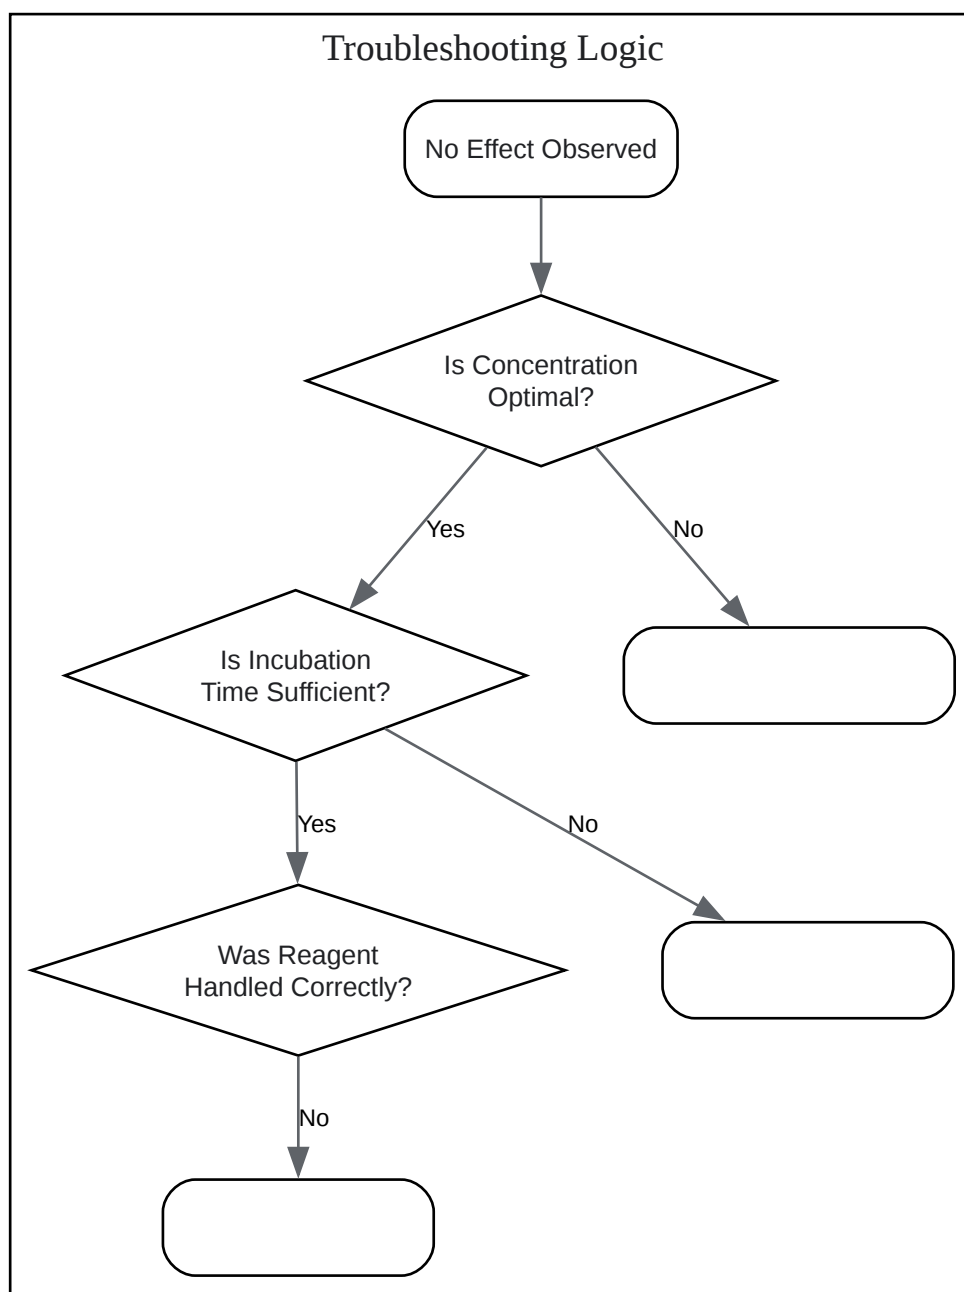 Troubleshooting Logic
No Effect Observed
Is Concentration
Optimal?
Yes
No
Is Incubation
Time Sufficient?
Yes
No
Was Reagent
Handled Correctly?
No